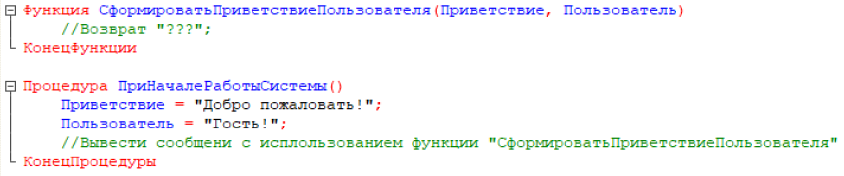 Функция СформироватьПриветствиеПользователя(Приветствие, Пользователь)
//Возврат "???";
КонецФункции
Процедура ПриНачалеРаботыСистемы()
Приветствие = "Добро пожаловать!";
Пользователь = "Гость!";
//Вывести сообщени с исплользованием функции "СформироватьПриветствиеПользователя"
КонецПроцедуры